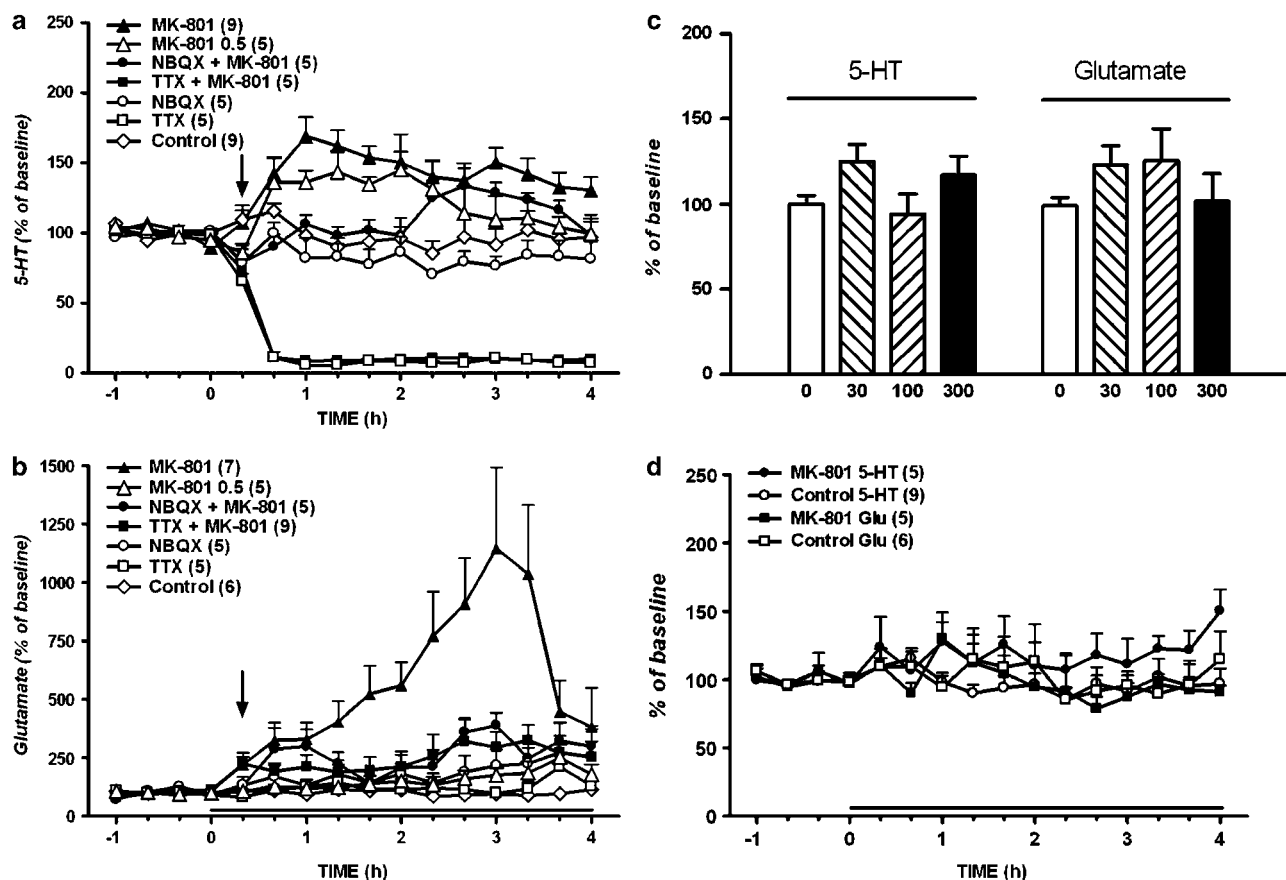 a
250
200
150
100
50
0
5-HT (% of baseline)
MK-801 (9)
MK-801 0.5 (5)
NBQX + MK-801 (5)
TTX + MK-801 (5)
NBQX (5)
TTX (5)
Control (9)
-1 0 1 2 3 4
TIME (h)
c
200
150
100
50
0
% of baseline
5-HT Glutamate
0 30 100 300 0 30 100 300
b
1500
1250
1000
750
500
250
0
Glutamate (% of baseline)
MK-801 (7)
MK-801 0.5 (5)
NBQX + MK-801 (5)
TTX + MK-801 (9)
NBQX (5)
TTX (5)
Control (6)
-1 0 1 2 3 4
TIME (h)
d
250
200
150
100
50
0
% of baseline
MK-801 5-HT (5)
Control 5-HT (9)
MK-801 Glu (5)
Control Glu (6)
-1 0 1 2 3 4
TIME (h)